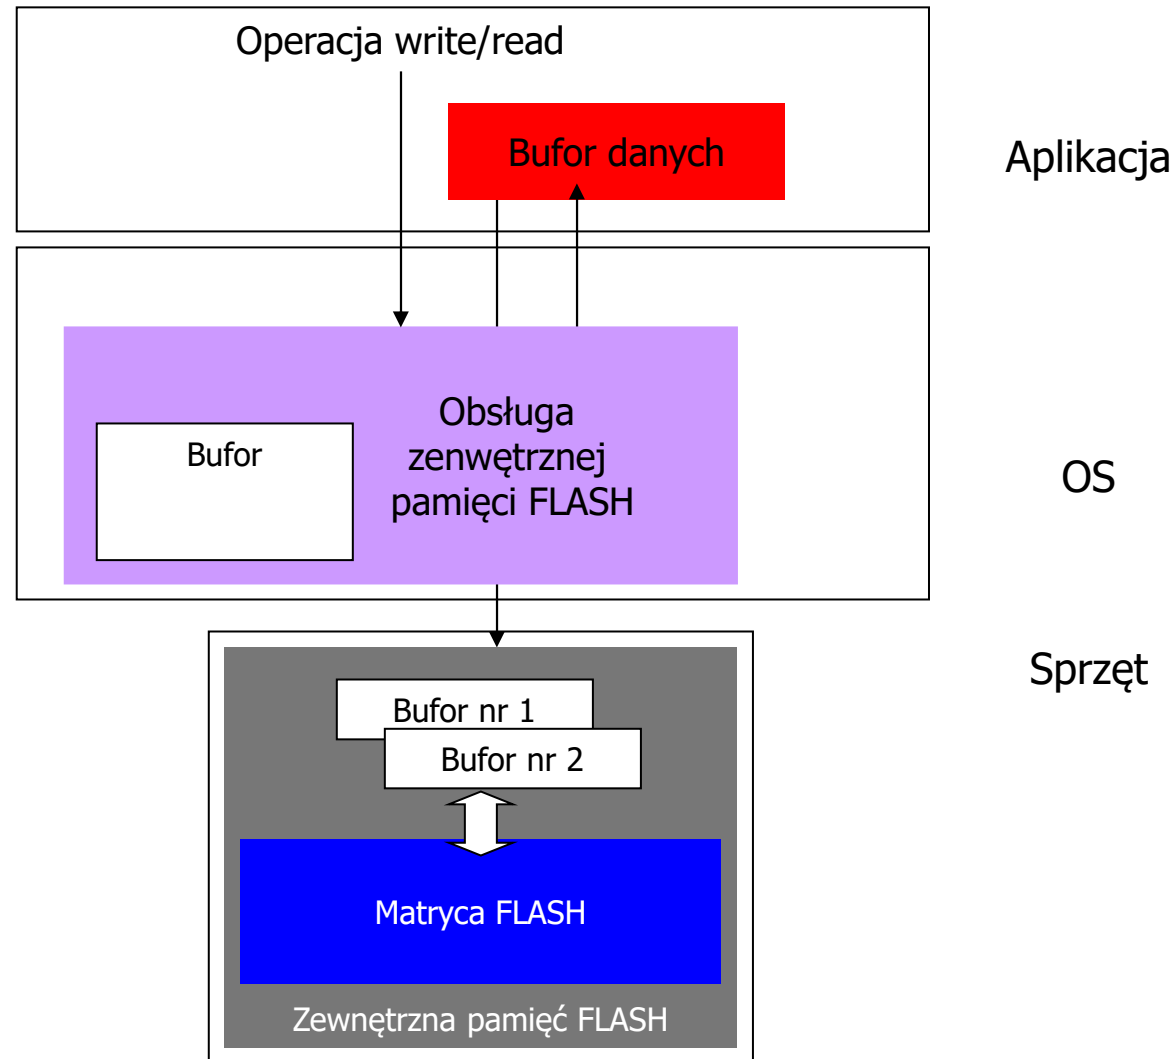 Operacja write/read
Bufor danych
Aplikacja
Obsługa
zenwętrznej
pamięci FLASH
Bufor
OS
Sprzęt
Bufor nr 1
Bufor nr 2
Matryca FLASH
Zewnętrzna pamięć FLASH